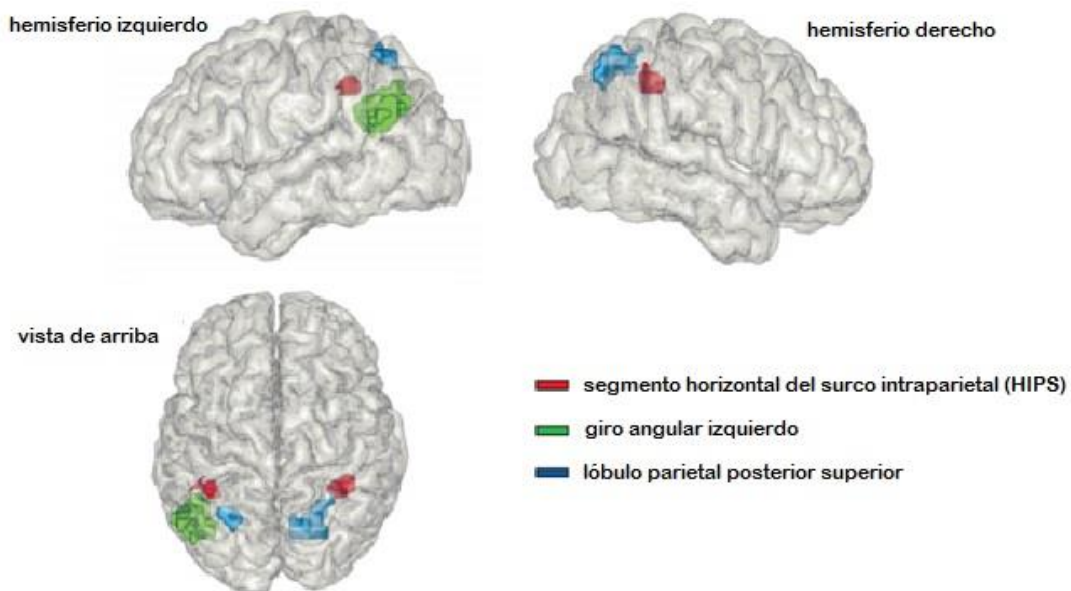 hemisferio izquierdo
hemisferio derecho
vista de arriba
segmento horizontal del surco intraparietal (HIPS)
giro angular izquierdo
lóbulo parietal posterior superior